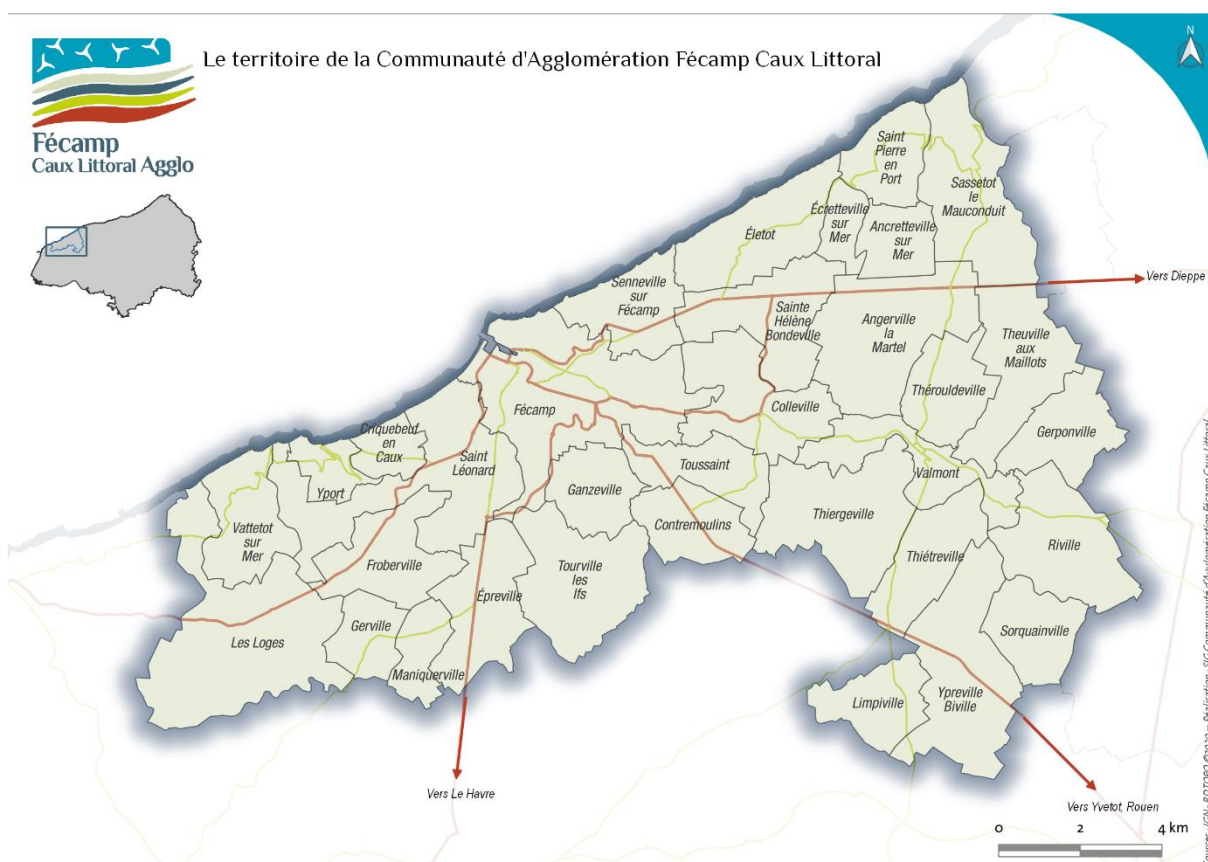 Le territoire de la Communauté d'Agglomération Fécamp Caux Littoral
N
Fécamp
Caux Littoral Agglo
Saint
Pierre
en
Port
Sassetot
le
Mauconduit
Écretteville
sur
Mer
Ancretteville
sur
Mer
Életot
Vers Dieppe
Senneville
sur
Fécamp
Sainte
Hélène
Bondeville
Angerville
la
Martel
Theuville
aux
Maillots
Thérouldeville
Colleville
Fécamp
Gerponville
Criquebeuf
en
Caux
Saint
Léonard
Toussaint
Valmont
Ganzeville
Yport
Vattetot
sur
Mer
Contremoulins
Thiergeville
Riville
Thiétreville
Froberville
Tourville
les
Ifs
Épreville
Sorquainville
Gerville
Les Loges
Maniquerville
Limpiville
Ypreville
Biville
Vers Le Havre
Vers Yvetot, Rouen
0 2 4 km